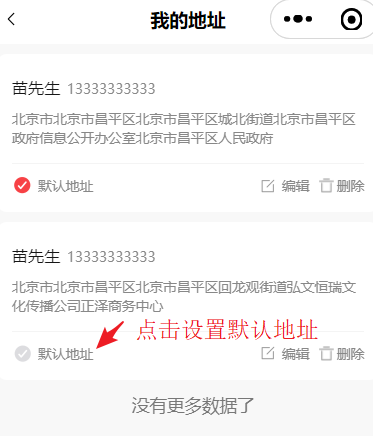 我的地址
苗先生 13333333333
北京市北京市昌平区北京市昌平区城北街道北京市昌平区
政府信息公开办公室北京市昌平区人民政府
默认地址 编辑 删除
苗先生 13333333333
北京市北京市昌平区北京市昌平区回龙观街道弘文恒瑞文
化传播公司正泽商务中心
点击设置默认地址
默认地址 编辑 删除
没有更多数据了